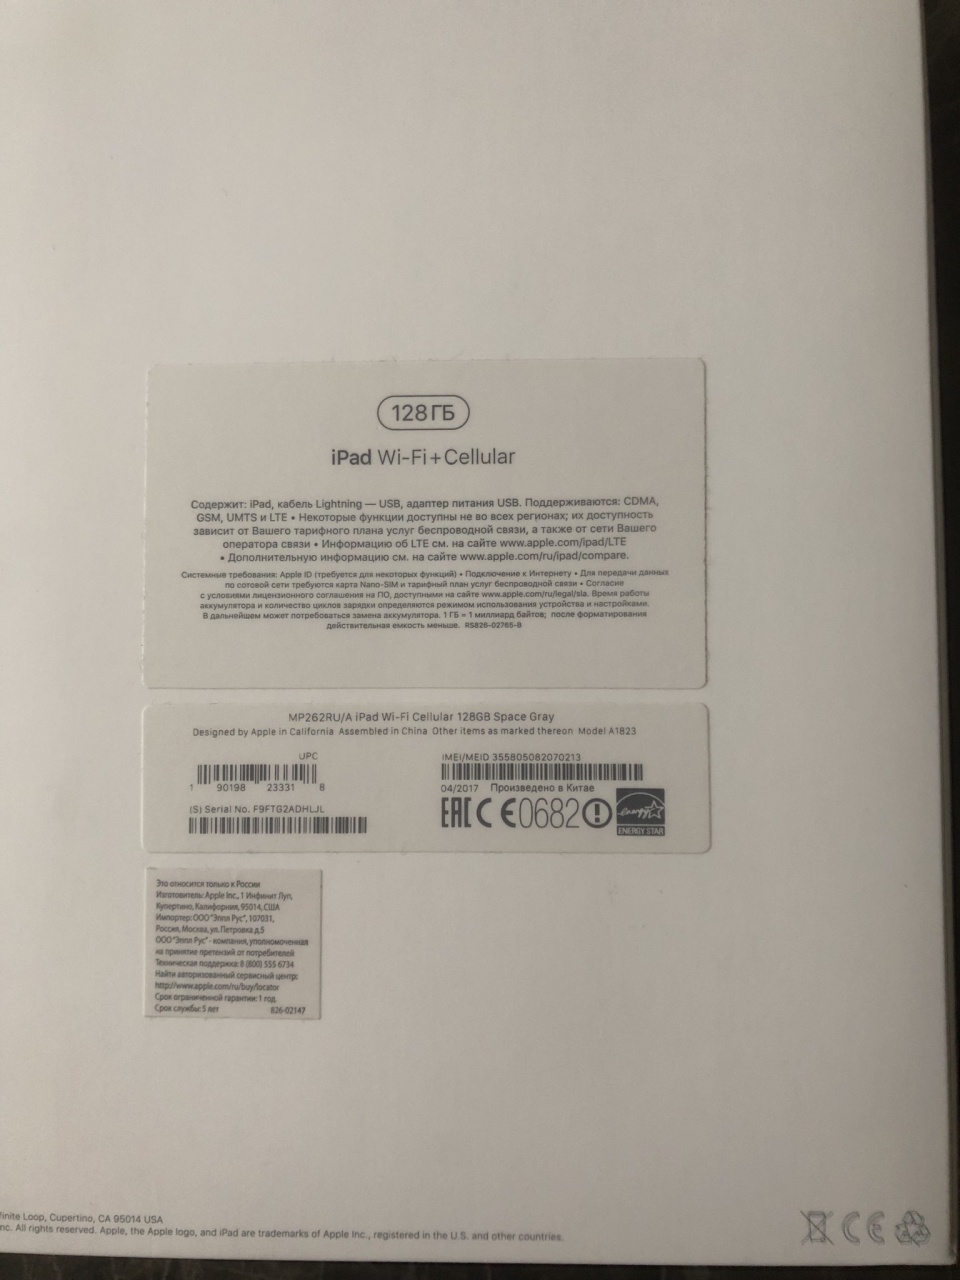 128ГБ
iPad Wi-Fi+Cellular
Содержит: iPad, кабель Lightning — USB, адаптер питания USB. Поддерживаются: CDMA,
GSM, UMTS и LTE • Некоторые функции доступны не во всех регионах; их доступность
зависит от Вашего тарифного плана услуг беспроводной связи, а также от сети Вашего
оператора связи • Информацию об LTE см. на сайте www.apple.com/ipad/LTE
• Дополнительную информацию см. на сайте www.apple.com/ru/ipad/compare.
Системные требования: Apple ID (требуется для некоторых функций) • Подключение к Интернету • Для передачи данных
по сотовой сети требуются карта Nano-SIM и тарифный план услуг беспроводной связи • Согласие
с условиями лицензионного соглашения на ПО, доступными на сайте www.apple.com/ru/legal/sla. Время работы
аккумулятора и количество циклов зарядки определяются режимом использования устройства и настройками.
В дальнейшем может потребоваться замена аккумулятора. 1 ГБ = 1 миллиард байтов; после форматирования
действительная емкость меньше. RS826-02765-B
MP262RU/A iPad Wi-Fi Cellular 128GB Space Gray
Designed by Apple in California Assembled in China Other items as marked thereon Model A1823
UPC
1 90198 23331 8
(S) Serial No. F9FTG2ADHLJL
IMEI/MEID 355805082070213
04/2017 Произведено в Китае
EAC CE0682
energy
ENERGY STAR
Это относится только к России
Изготовитель: Apple Inc., 1 Инфинит Луп,
Купертино, Калифорния, 95014, США
Импортер: ООО "Эппл Рус", 107031,
Россия, Москва, ул. Петровка д.5
ООО "Эппл Рус" - компания, уполномоченная
на принятие претензий от потребителей
Техническая поддержка: 8 (800) 555 6734
Найти авторизованный сервисный центр:
http://www.apple.com/ru/buy/locator
Срок ограниченной гарантии: 1 год.
Срок службы: 5 лет 826-02147
finite Loop, Cupertino, CA 95014 USA
nc. All rights reserved. Apple, the Apple logo, and iPad are trademarks of Apple Inc., registered in the U.S. and other countries.
CE